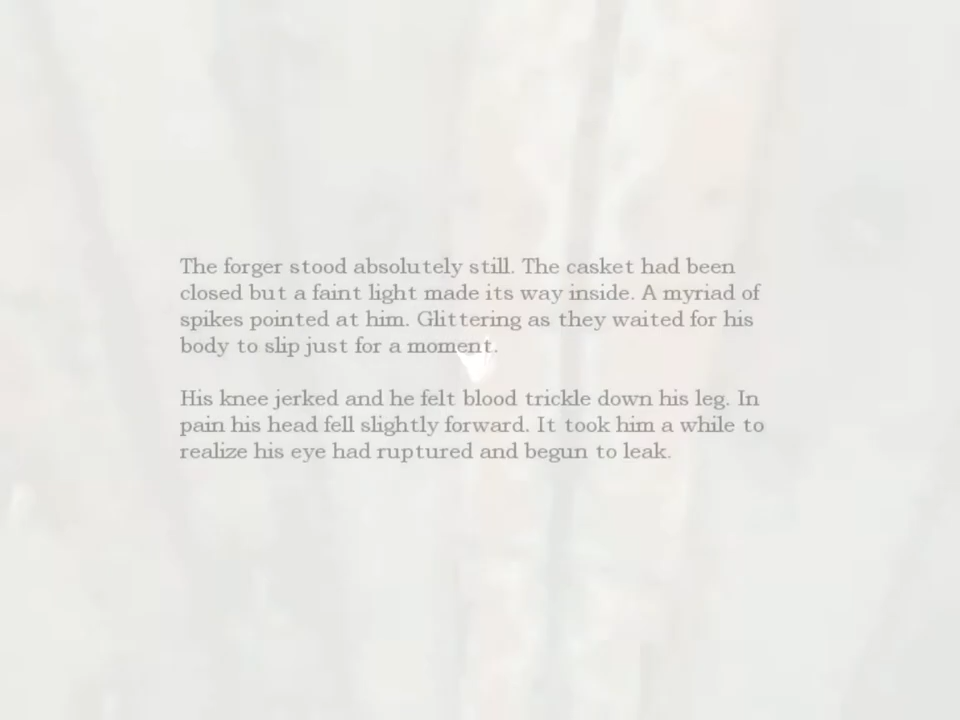 The forger stood absolutely still. The casket had been
closed but a faint light made its way inside. A myriad of
spikes pointed at him. Glittering as they waited for his
body to slip just for a moment.
His knee jerked and he felt blood trickle down his leg. In
pain his head fell slightly forward. It took him a while to
realize his eye had ruptured and begun to leak.